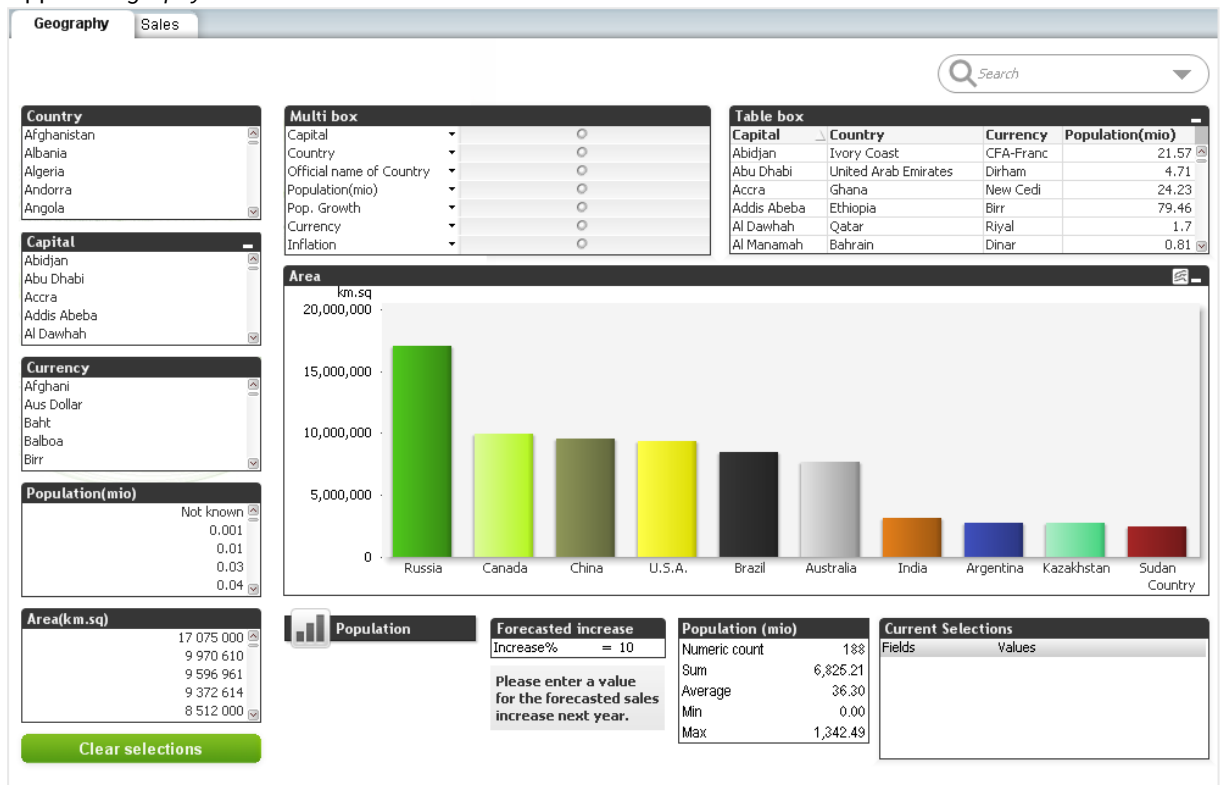 Geography Sales
Search
Country
Afghanistan
Albania
Algeria
Andorra
Angola
Capital
Abidjan
Abu Dhabi
Accra
Addis Abeba
Al Dawhah
Currency
Afghani
Aus Dollar
Baht
Balboa
Birr
Population(mio)
Not known
0.001
0.01
0.03
0.04
Area(km.sq)
17 075 000
9 970 610
9 596 961
9 372 614
8 512 000
Clear selections
Multi box
Capital
Country
Official name of Country
Population(mio)
Pop. Growth
Currency
Inflation
Table box
Capital Country Currency Population(mio)
Abidjan Ivory Coast CFA-Franc 21.57
Abu Dhabi United Arab Emirates Dirham 4.71
Accra Ghana New Cedi 24.23
Addis Abeba Ethiopia Birr 79.46
Al Dawhah Qatar Riyal 1.7
Al Manamah Bahrain Dinar 0.81
Area
km.sq
20,000,000
15,000,000
10,000,000
5,000,000
0
Russia Canada China U.S.A. Brazil Australia India Argentina Kazakhstan Sudan
Country
Population
Forecasted increase
Increase% = 10
Please enter a value
for the forecasted sales
increase next year.
Population (mio)
Numeric count 188
Sum 6,825.21
Average 36.30
Min 0.00
Max 1,342.49
Current Selections
Fields Values